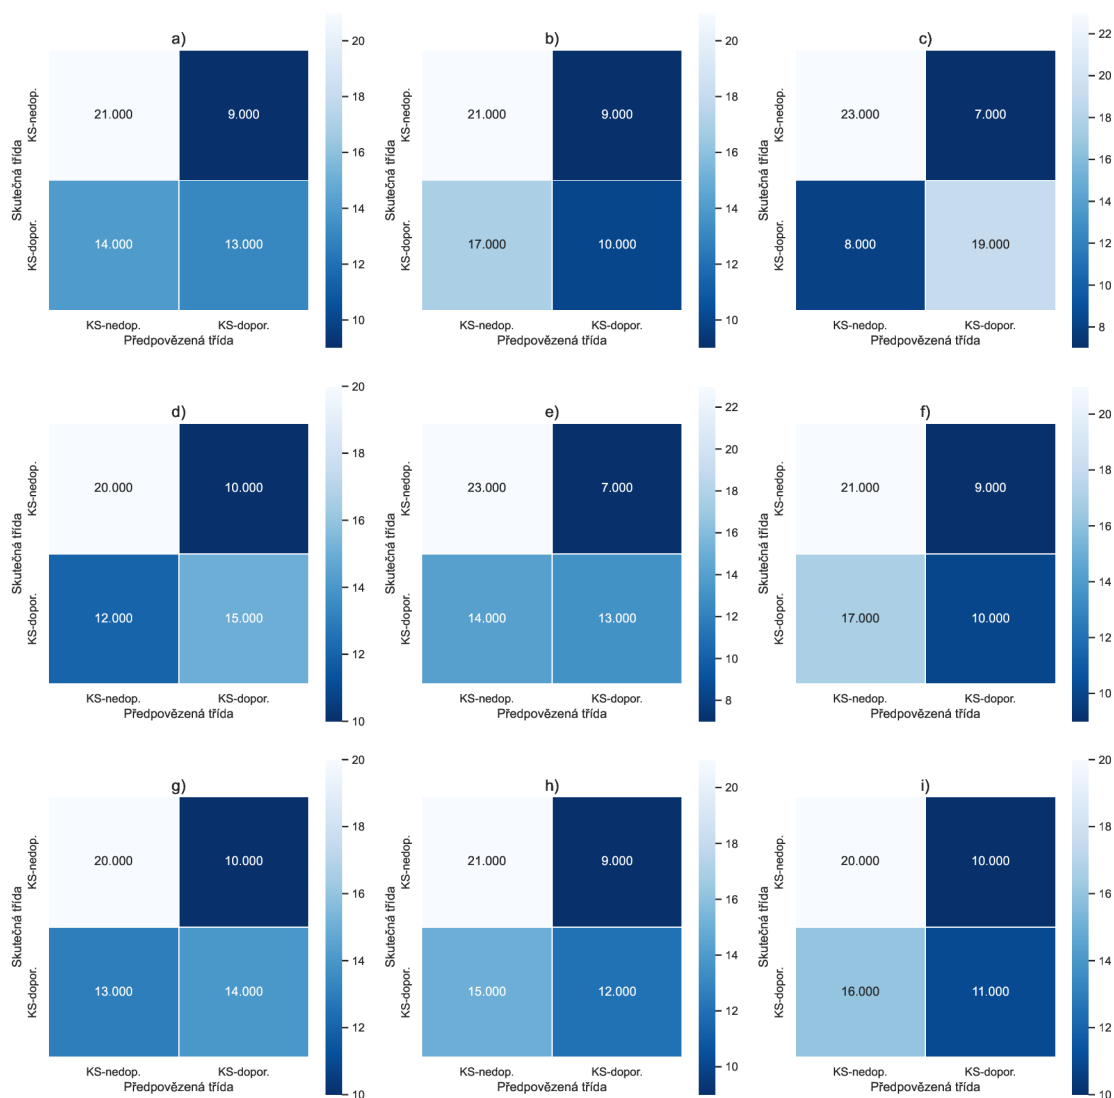 a)
KS-nedop.
KS-dopor.
Skutečná třída
21.000
9.000
14.000
13.000
KS-nedop.
KS-dopor.
Předpovězená třída
20
18
16
14
12
10
b)
KS-nedop.
KS-dopor.
Skutečná třída
21.000
9.000
17.000
10.000
KS-nedop.
KS-dopor.
Předpovězená třída
20
18
16
14
12
10
c)
KS-nedop.
KS-dopor.
Skutečná třída
23.000
7.000
8.000
19.000
KS-nedop.
KS-dopor.
Předpovězená třída
22
20
18
16
14
12
10
8
d)
KS-nedop.
KS-dopor.
Skutečná třída
20.000
10.000
12.000
15.000
KS-nedop.
KS-dopor.
Předpovězená třída
20
18
16
14
12
10
e)
KS-nedop.
KS-dopor.
Skutečná třída
23.000
7.000
14.000
13.000
KS-nedop.
KS-dopor.
Předpovězená třída
22
20
18
16
14
12
10
8
f)
KS-nedop.
KS-dopor.
Skutečná třída
21.000
9.000
17.000
10.000
KS-nedop.
KS-dopor.
Předpovězená třída
20
18
16
14
12
10
g)
KS-nedop.
KS-dopor.
Skutečná třída
20.000
10.000
13.000
14.000
KS-nedop.
KS-dopor.
Předpovězená třída
20
18
16
14
12
10
h)
KS-nedop.
KS-dopor.
Skutečná třída
21.000
9.000
15.000
12.000
KS-nedop.
KS-dopor.
Předpovězená třída
20
18
16
14
12
10
i)
KS-nedop.
KS-dopor.
Skutečná třída
20.000
10.000
16.000
11.000
KS-nedop.
KS-dopor.
Předpovězená třída
20
18
16
14
12
10